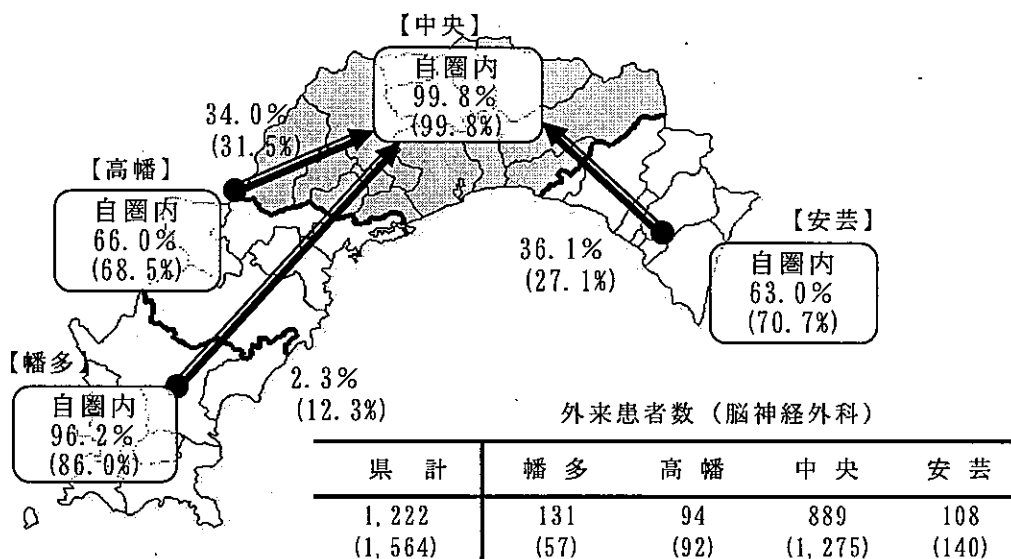 【中央】
自圏内
99.8%
(99.8%)
34.0%
(31.5%)
【高幡】
自圏内
66.0%
(68.5%)
【安芸】
自圏内
63.0%
(70.7%)
36.1%
(27.1%)
【幡多】
自圏内
96.2%
(86.0%)
2.3%
(12.3%)
外来患者数（脳神経外科）
県計 幡多 高幡 中央 安芸
1,222 131 94 889 108
(1,564) (57) (92) (1,275) (140)